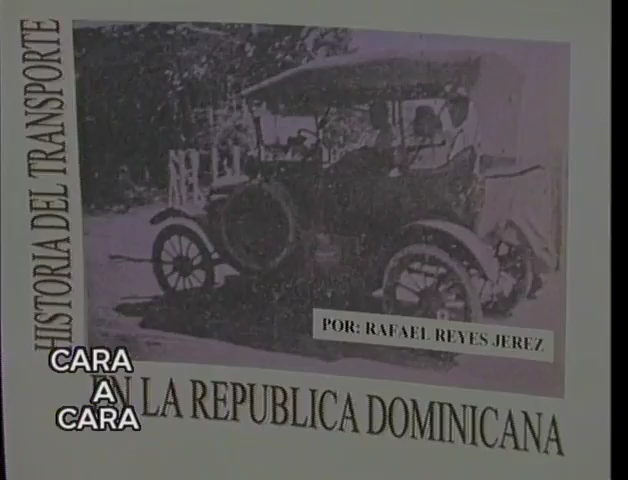 HISTORIA DEL TRANSPORTE
POR: RAFAEL REYES JEREZ
EN LA REPUBLICA DOMINICANA
CARA
A
CARA